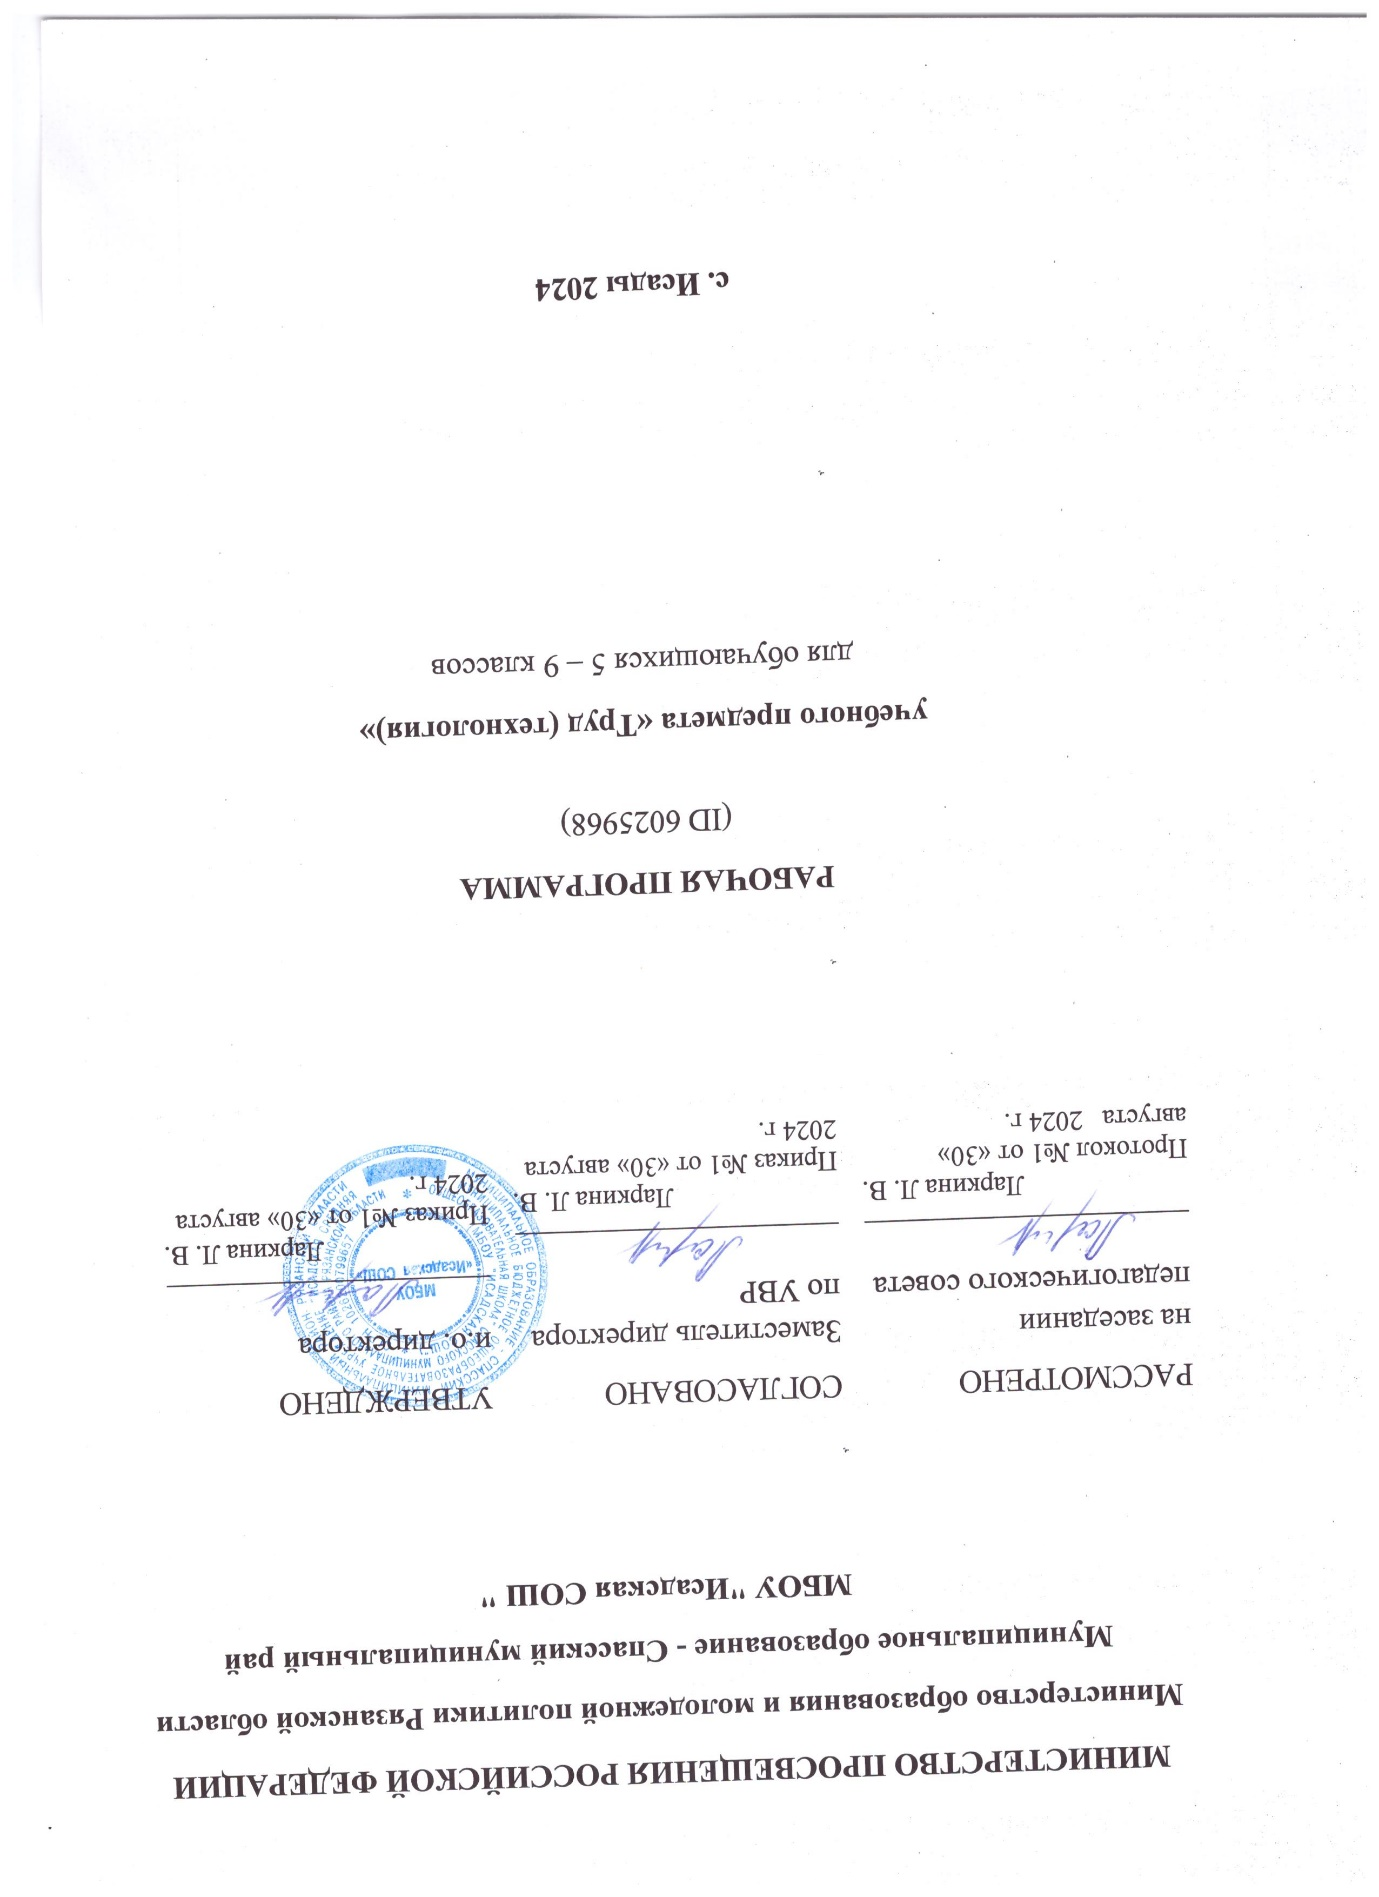 МИНИСТЕРСТВО ПРОСВЕЩЕНИЯ РОССИЙСКОЙ ФЕДЕРАЦИИ
Министерство образования и молодежной политики Рязанской области
Муниципальное образование - Спасский муниципальный рай
МБОУ "Исадская СОШ "
РАССМОТРЕНО
на заседании
педагогического совета
Ларкина Л. В.
Протокол №1 от «30»
августа 2024 г.
СОГЛАСОВАНО
Заместитель директора
по УВР
Ларкина Л. В.
Приказ №1 от «30» августа
2024 г.
УТВЕРЖДЕНО
и.о. директора
Ларкина Л. В.
Приказ №1 от «30» августа
2024 г.
МБОУ
«Исадская СОШ»
РАБОЧАЯ ПРОГРАММА
(ID 6025968)
учебного предмета «Труд (технология)»
для обучающихся 5 – 9 классов
с. Исады 2024